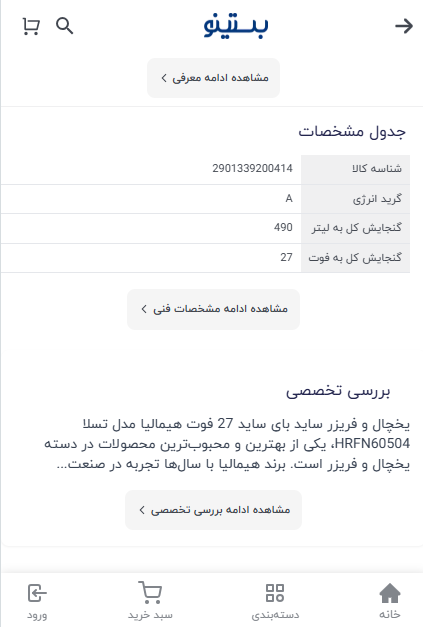 بستینو
مشاهده ادامه معرفی
جدول مشخصات
شناسه کالا 2901339200414
گرید انرژی A
گنجایش کل به لیتر 490
گنجایش کل به فوت 27
مشاهده ادامه مشخصات فنی
بررسی تخصصی
یخچال و فریزر ساید بای ساید 27 فوت هیمالیا مدل تسلا
HRFN60504، یکی از بهترین و محبوب‌ترین محصولات در دسته
یخچال و فریزر است. برند هیمالیا با سال‌ها تجربه در صنعت...
مشاهده ادامه بررسی تخصصی
خانه دسته‌بندی سبد خرید ورود